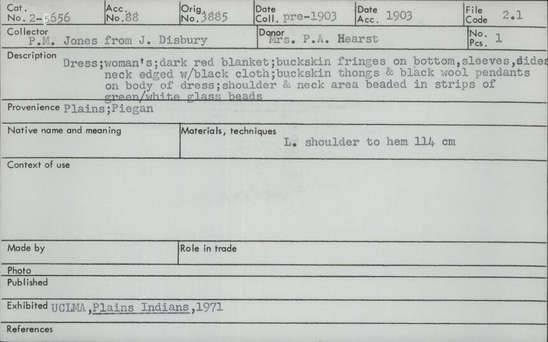 Cat. No. 2-5656 Acc. No. 88 Orig. No. 3885 Date Coll. pre-1903 Date Acc. 1903 File Code 2.1
Collector P.M. Jones from J. Disbury Donor Mrs. P.A. Hearst No. Pcs. 1
Description Dress;woman's;dark red blanket;buckskin fringes on bottom,sleeves,sides
neck edged w/black cloth;buckskin thongs & black wool pendants
on body of dress;shoulder & neck area beaded in strips of
green/white glass beads
Provenience Plains;Piegan
Native name and meaning Materials, techniques
L. shoulder to hem 114 cm
Context of use
Made by Role in trade
Photo
Published
Exhibited UCLMA,Plains Indians,1971
References